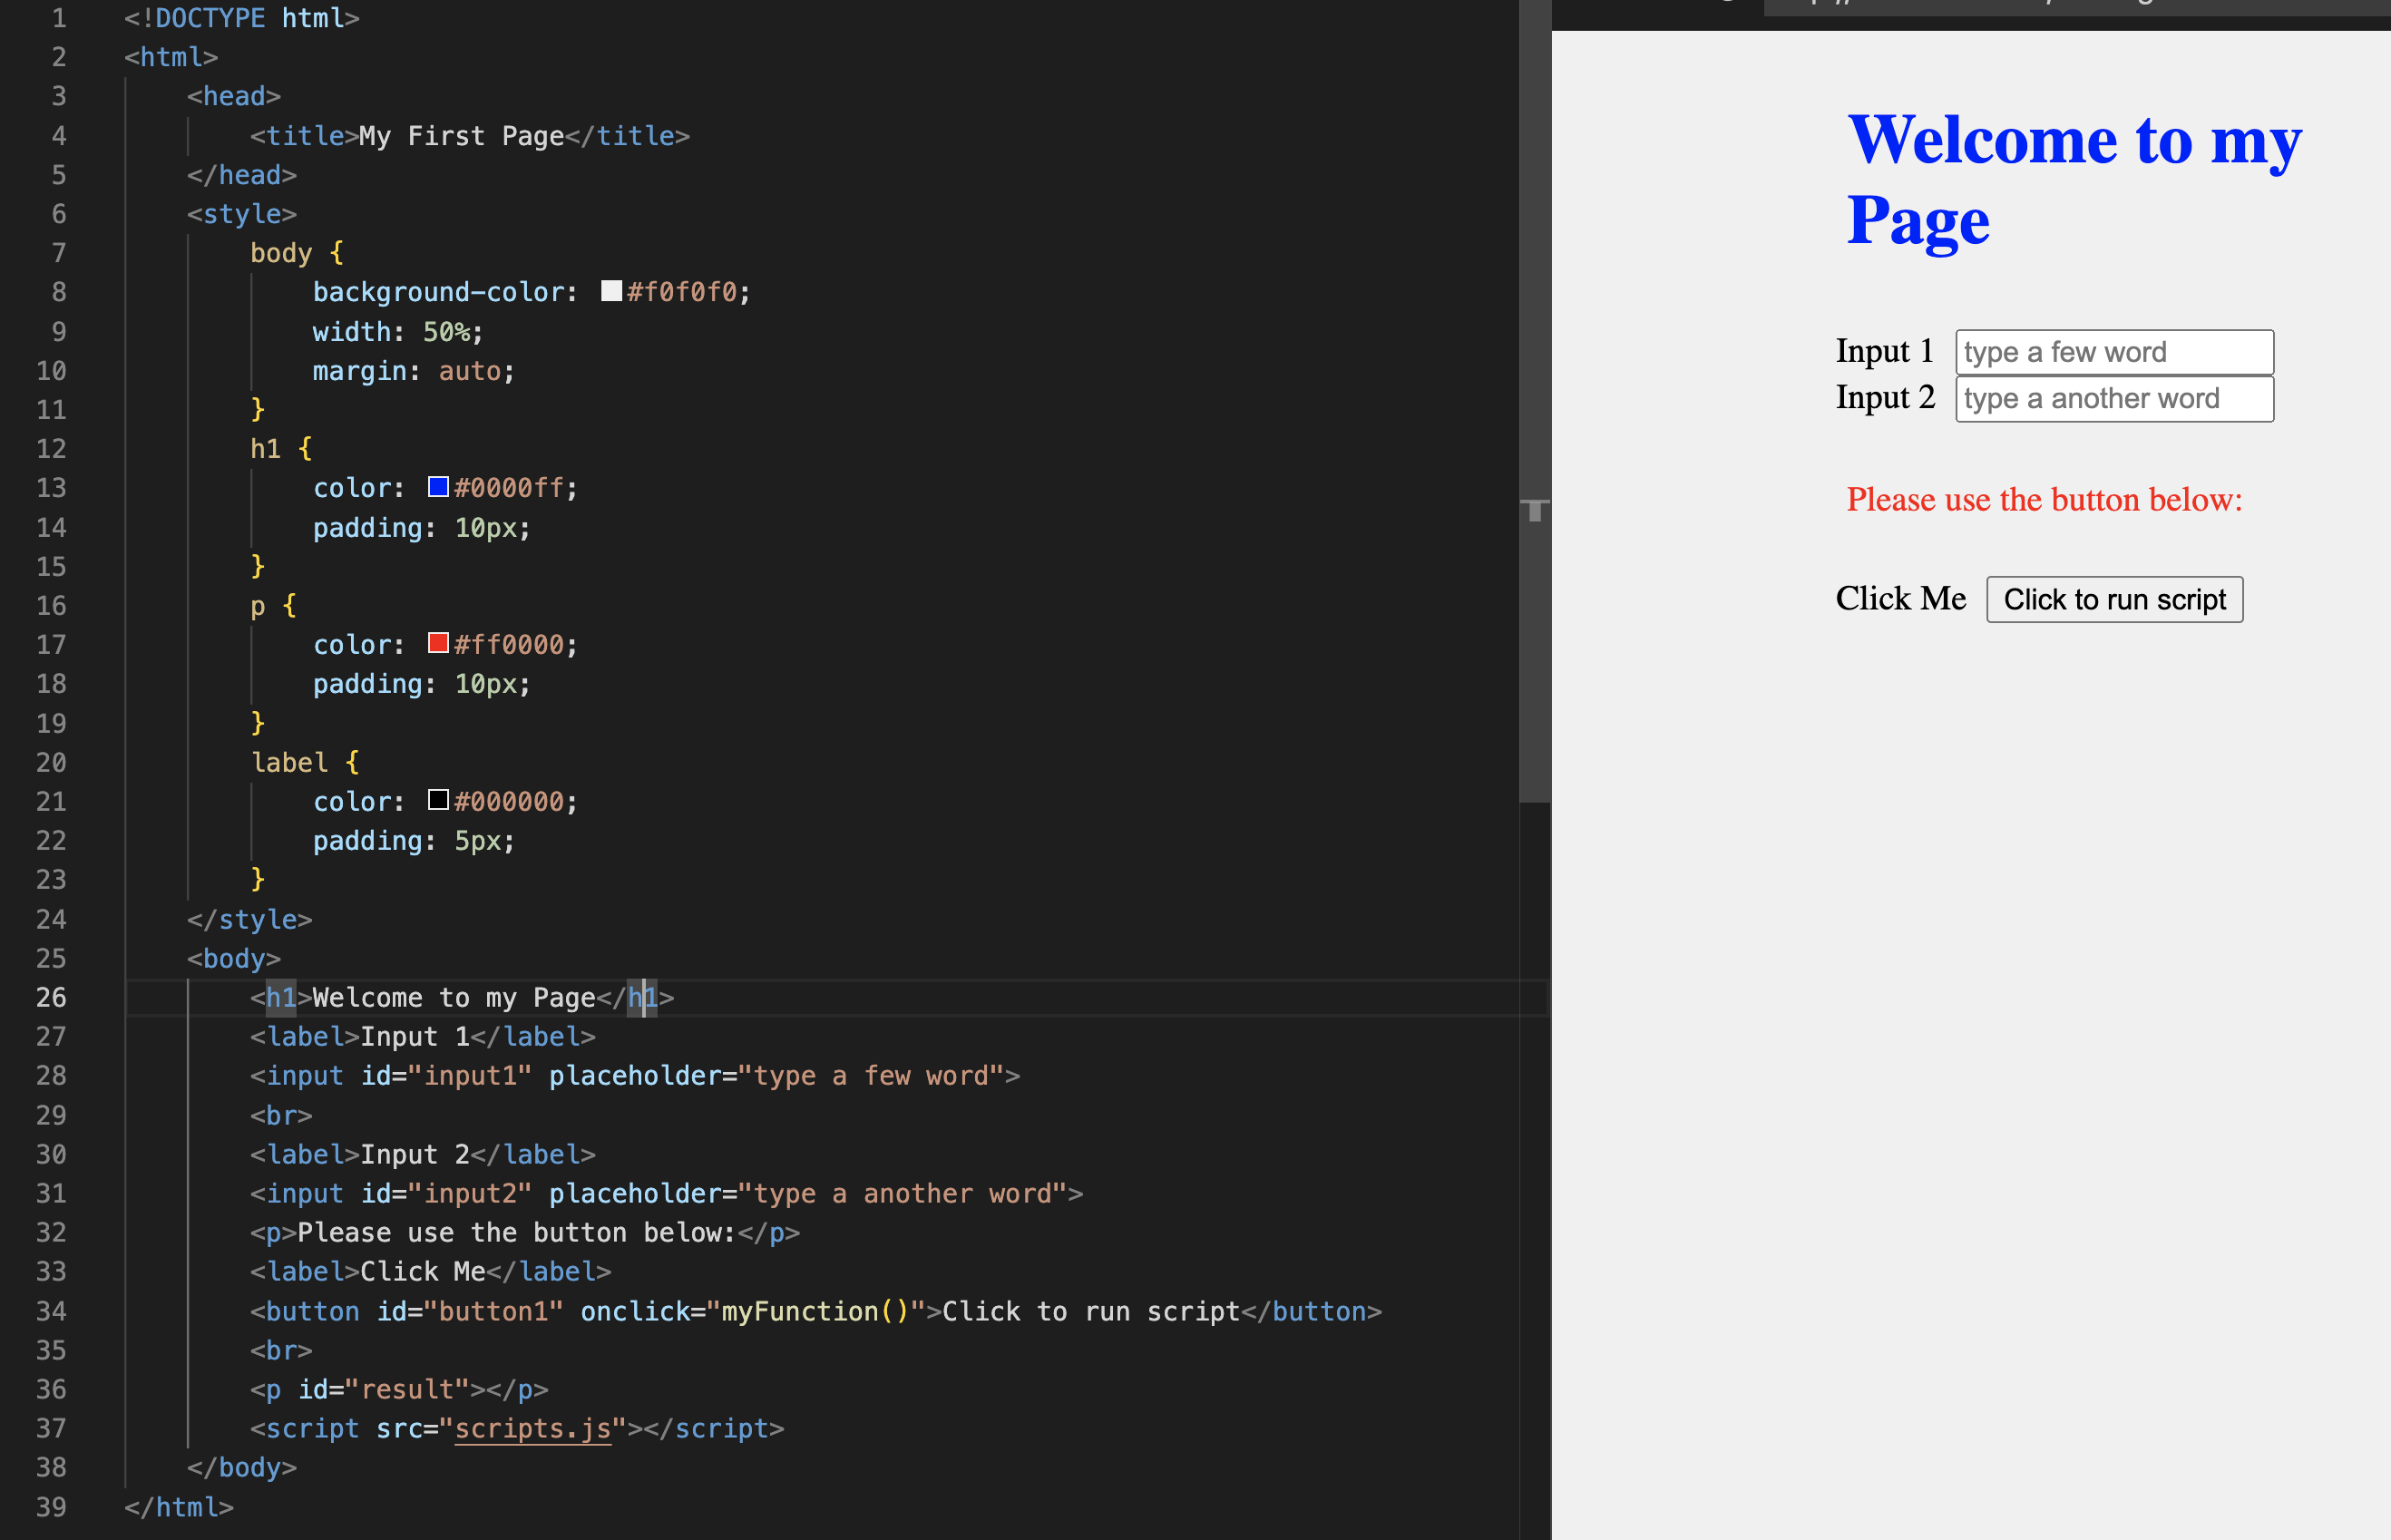 1 <!DOCTYPE html>
2 <html>
3 <head>
4 <title>My First Page</title>
5 </head>
6 <style>
7 body {
8 background-color: #f0f0f0;
9 width: 50%;
10 margin: auto;
11 }
12 h1 {
13 color: #0000ff;
14 padding: 10px;
15 }
16 p {
17 color: #ff0000;
18 padding: 10px;
19 }
20 label {
21 color: #000000;
22 padding: 5px;
23 }
24 </style>
25 <body>
26 <h1>Welcome to my Page</h1>
27 <label>Input 1</label>
28 <input id="input1" placeholder="type a few word">
29 <br>
30 <label>Input 2</label>
31 <input id="input2" placeholder="type a another word">
32 <p>Please use the button below:</p>
33 <label>Click Me</label>
34 <button id="button1" onclick="myFunction()">Click to run script</button>
35 <br>
36 <p id="result"></p>
37 <script src="scripts.js"></script>
38 </body>
39 </html>
Welcome to my
Page
Input 1 type a few word
Input 2 type a another word
Please use the button below:
Click Me Click to run script